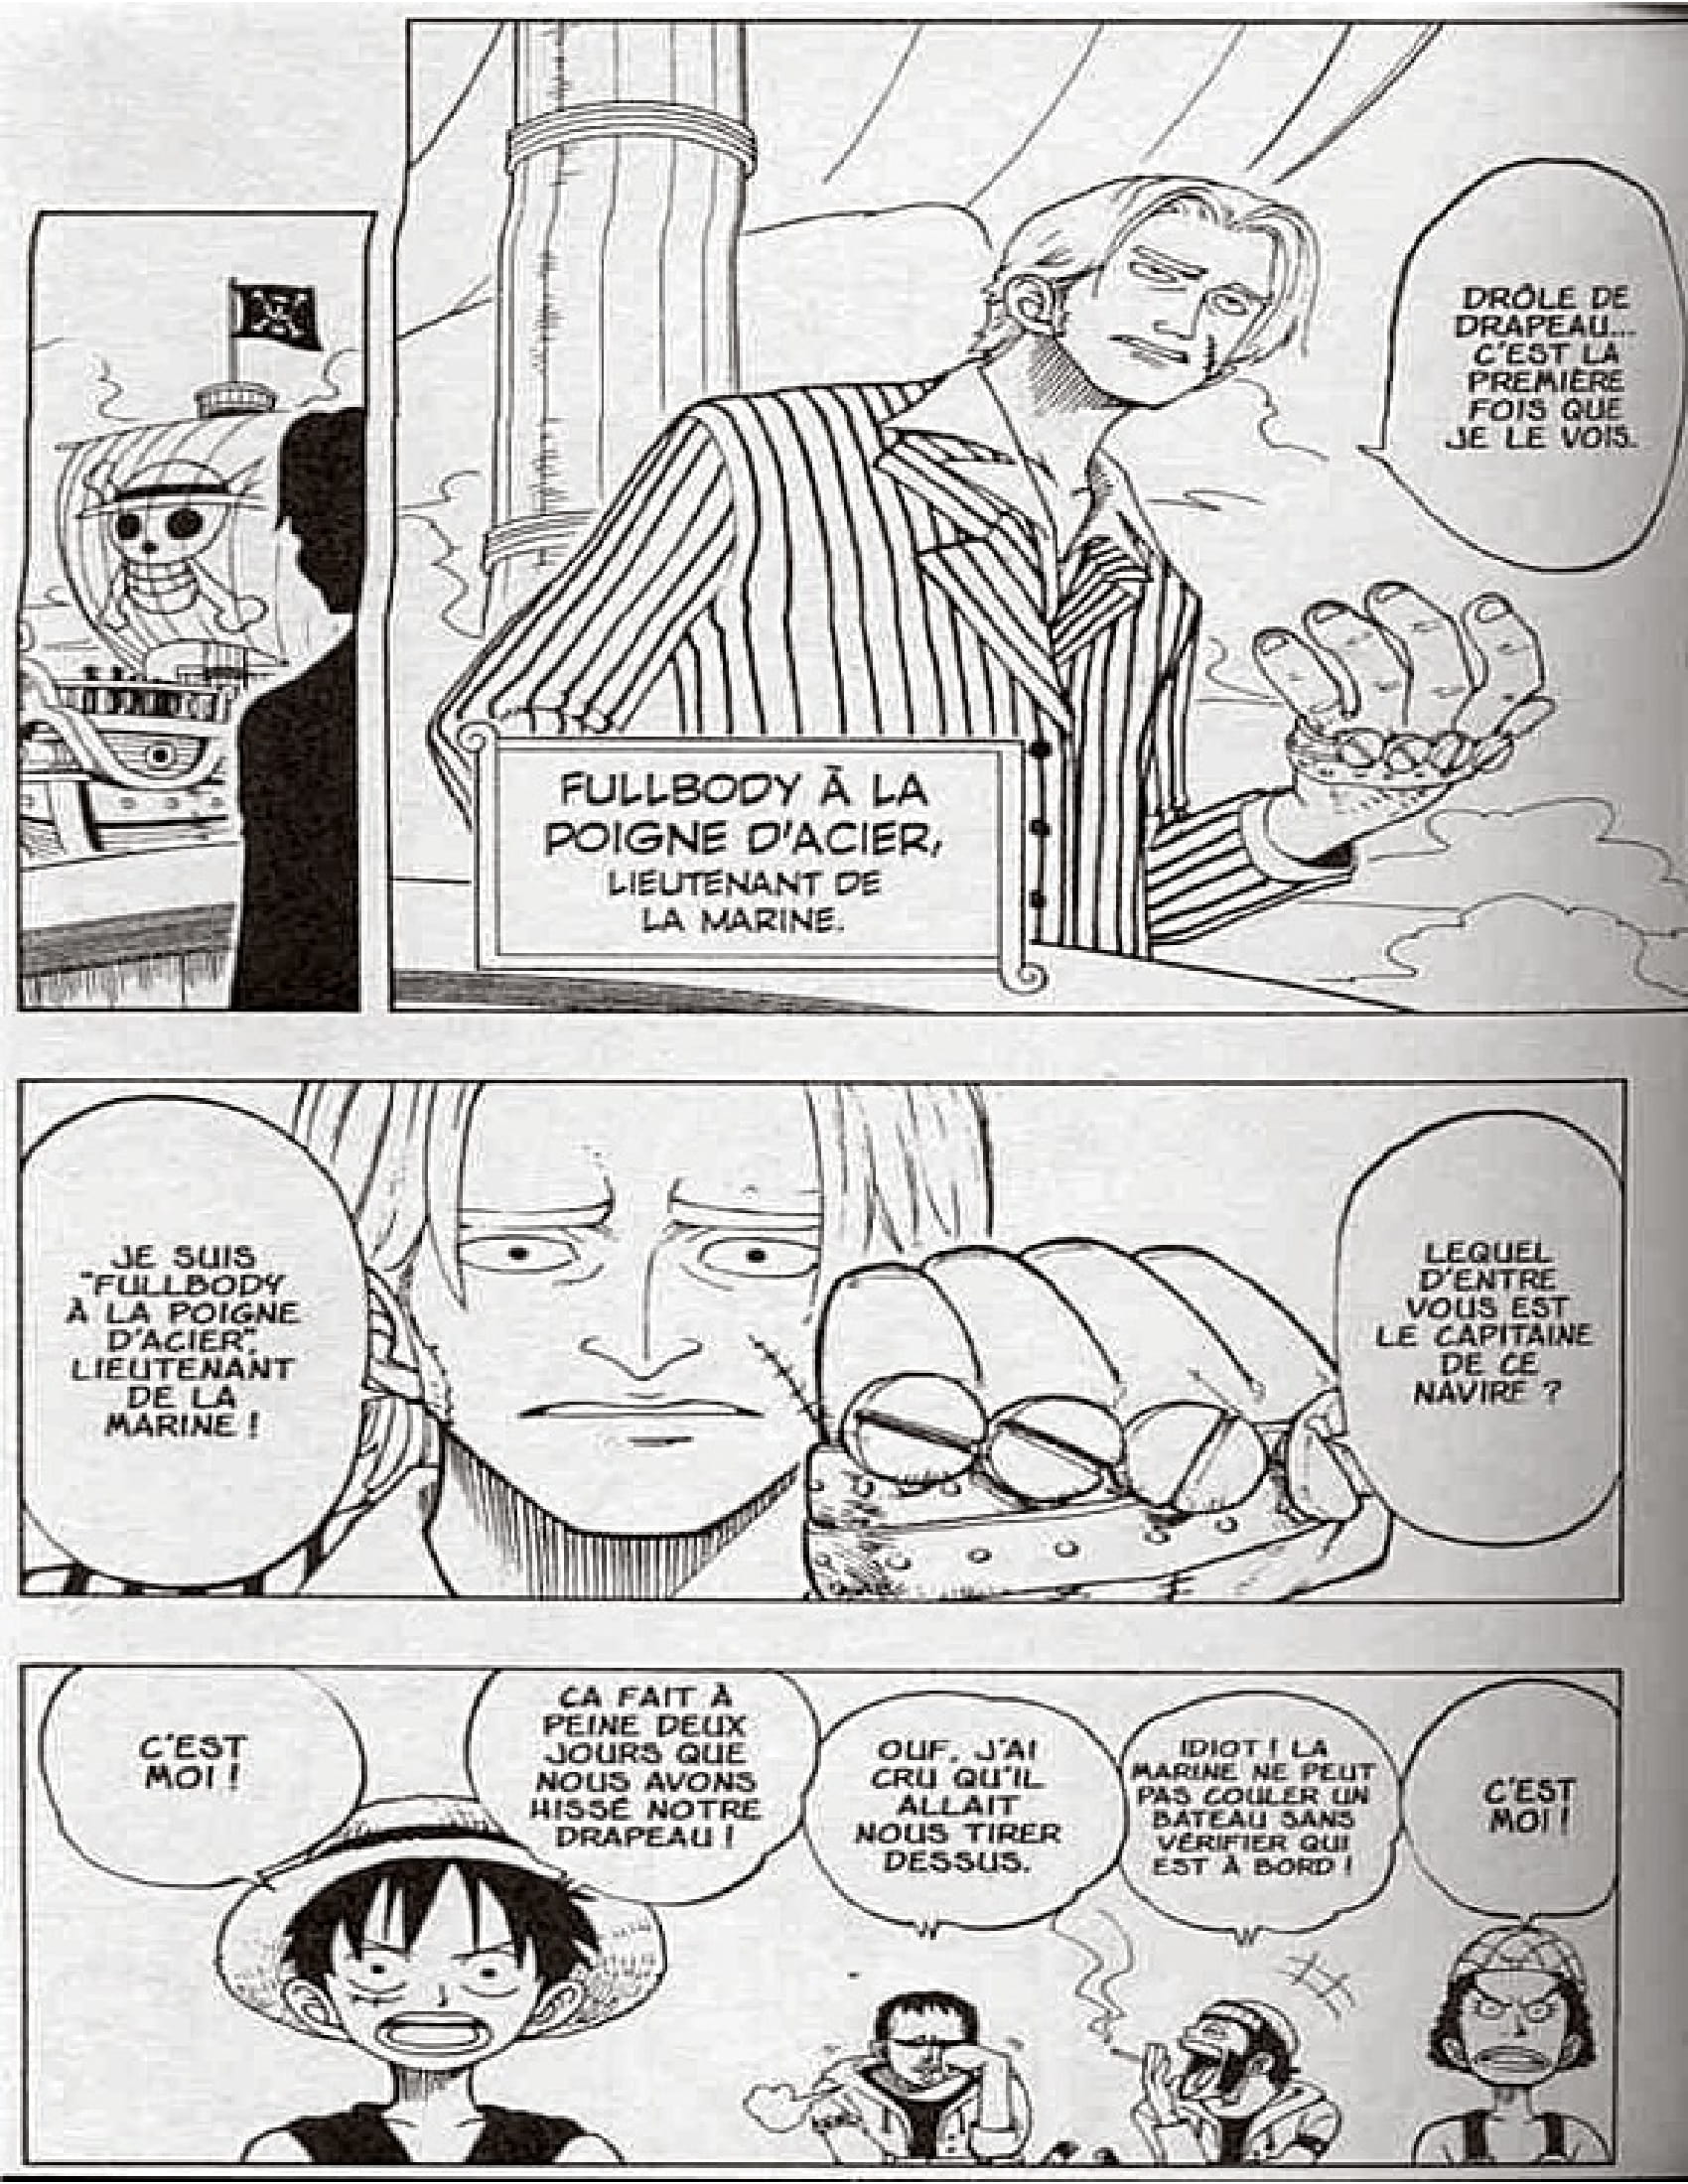 DRÔLE DE
DRAPEAU...
C'EST LA
PREMIÈRE
FOIS QUE
JE LE VOIS.
FULLBODY À LA
POIGNE D'ACIER,
LIEUTENANT DE
LA MARINE.
LEQUEL
D'ENTRE
VOUS EST
LE CAPITAINE
DE CE
NAVIRE ?
JE SUIS
"FULLBODY
À LA POIGNE
D'ACIER",
LIEUTENANT
DE LA
MARINE !
C'EST
MOI !
IDIOT ! LA
MARINE NE PEUT
PAS COULER UN
BATEAU SANS
VÉRIFIER QUI
EST À BORD !
OUF, J'AI
CRU QU'IL
ALLAIT
NOUS TIRER
DESSUS.
CA FAIT À
PEINE DEUX
JOURS QUE
NOUS AVONS
HISSÉ NOTRE
DRAPEAU !
C'EST
MOI !